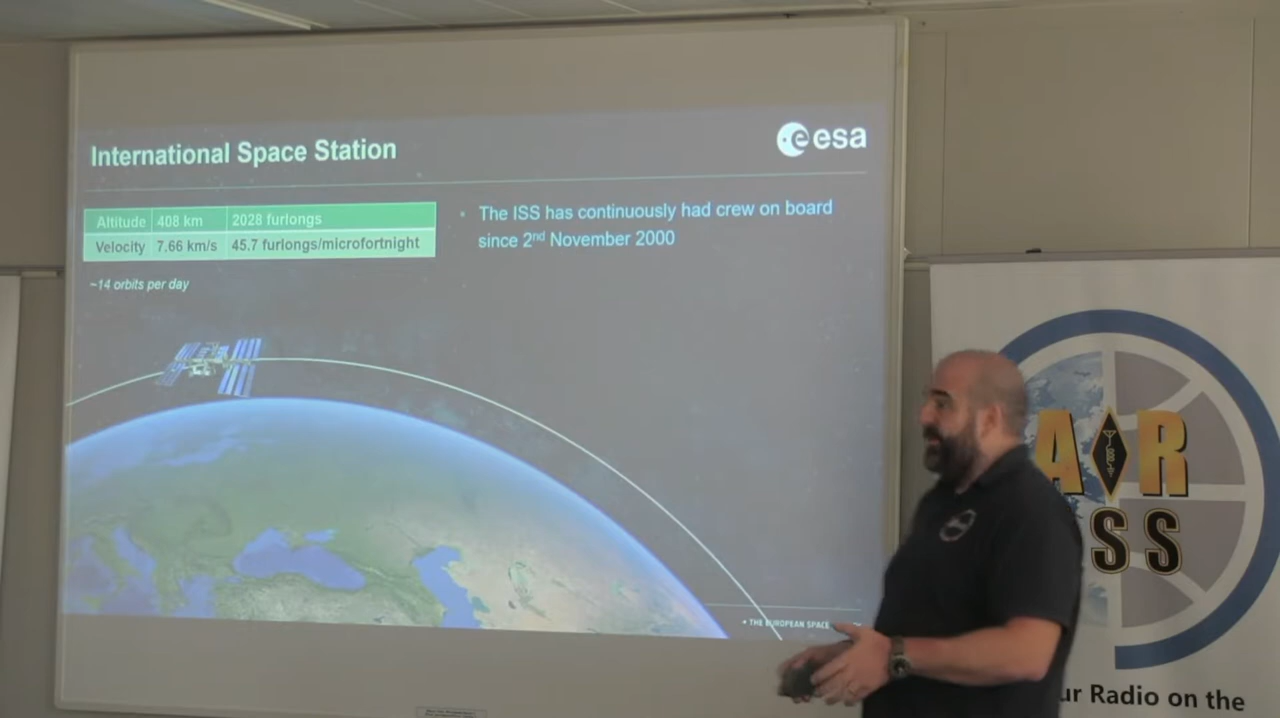 International Space Station
esa
Altitude 408 km 2028 furlongs
Velocity 7.66 km/s 45.7 furlongs/microfortnight
~14 orbits per day
• The ISS has continuously had crew on board
since 2nd November 2000
• THE EUROPEAN SPACE
A R
SS
ur Radio on the